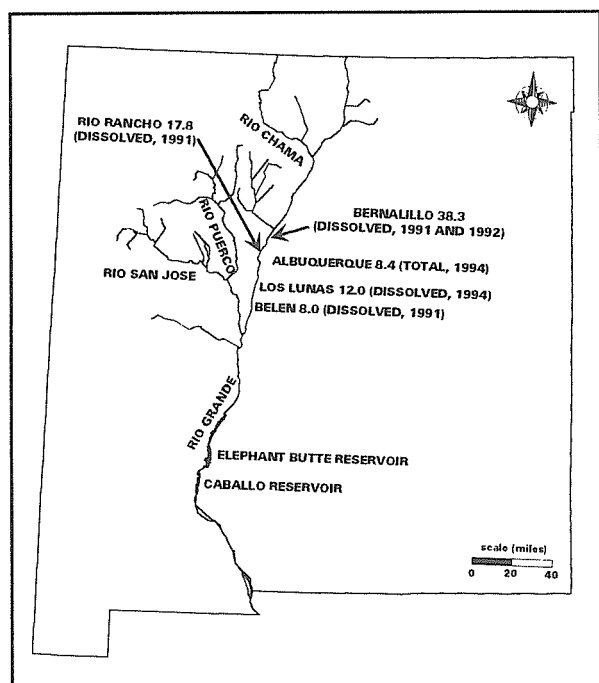 RIO RANCHO 17.8
(DISSOLVED, 1991)
RIO CHAMA
BERNALILLO 38.3
(DISSOLVED, 1991 AND 1992)
RIO PUERCO
ALBUQUERQUE 8.4 (TOTAL, 1994)
RIO SAN JOSE
LOS LUNAS 12.0 (DISSOLVED, 1994)
BELEN 8.0 (DISSOLVED, 1991)
RIO GRANDE
ELEPHANT BUTTE RESERVOIR
CABALLO RESERVOIR
scale (miles)
0 20 40